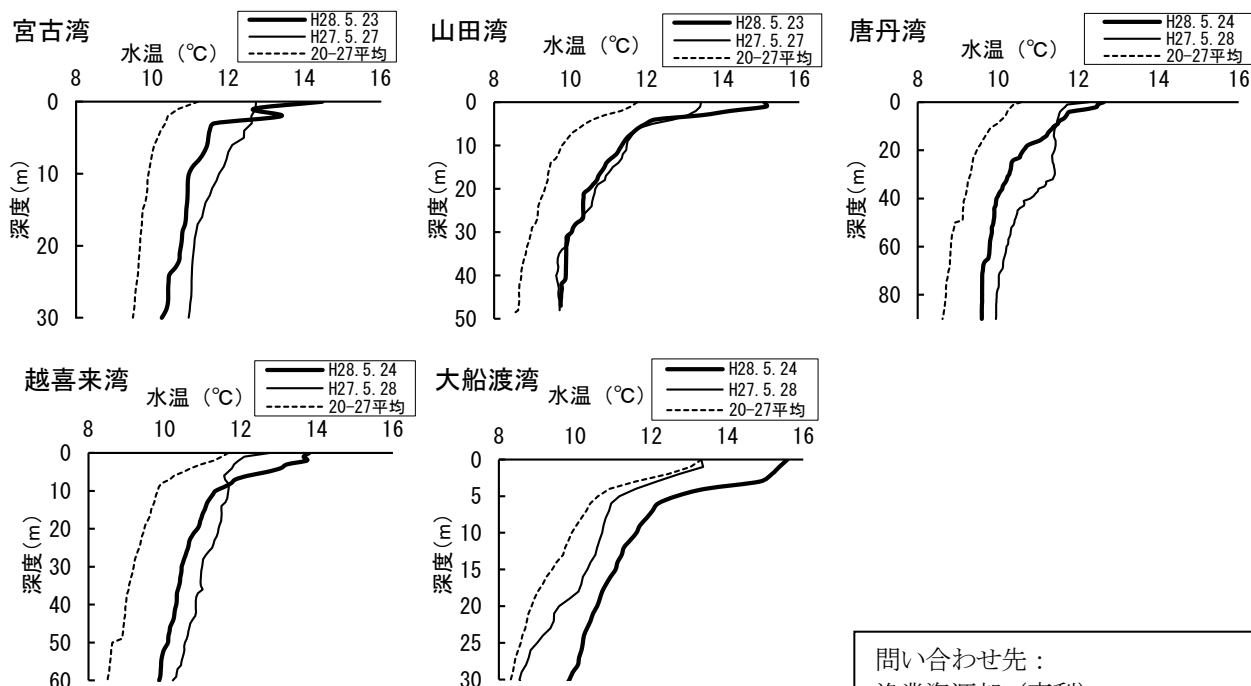 宮古湾
水温（℃）
H28.5.23
H27.5.27
20-27平均
8 10 12 14 16
0
10
20
30
深度(m)
山田湾
水温（℃）
H28.5.23
H27.5.27
20-27平均
8 10 12 14 16
0
10
20
30
40
50
深度(m)
唐丹湾
水温（℃）
H28.5.24
H27.5.28
20-27平均
8 10 12 14 16
0
20
40
60
80
深度(m)
越喜来湾
水温（℃）
H28.5.24
H27.5.28
20-27平均
8 10 12 14 16
0
10
20
30
40
50
60
深度(m)
大船渡湾
水温（℃）
H28.5.24
H27.5.28
20-27平均
8 10 12 14 16
0
5
10
15
20
25
30
深度(m)
問い合わせ先：